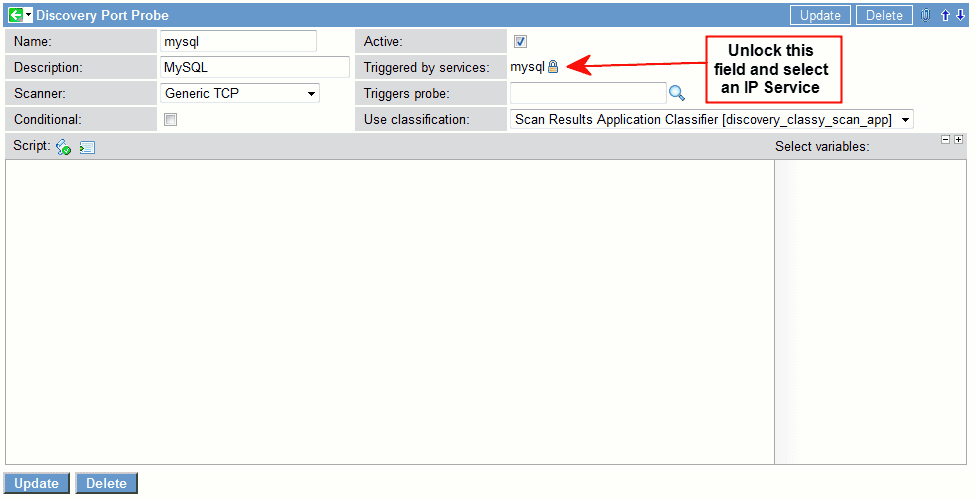 Discovery Port Probe Update Delete
Name: mysql Active:
Description: MySQL Triggered by services: mysql
Scanner: Generic TCP Triggers probe:
Conditional: Use classification: Scan Results Application Classifier [discovery_classy_scan_app]
Unlock this
field and select
an IP Service
Script: Select variables:
Update Delete